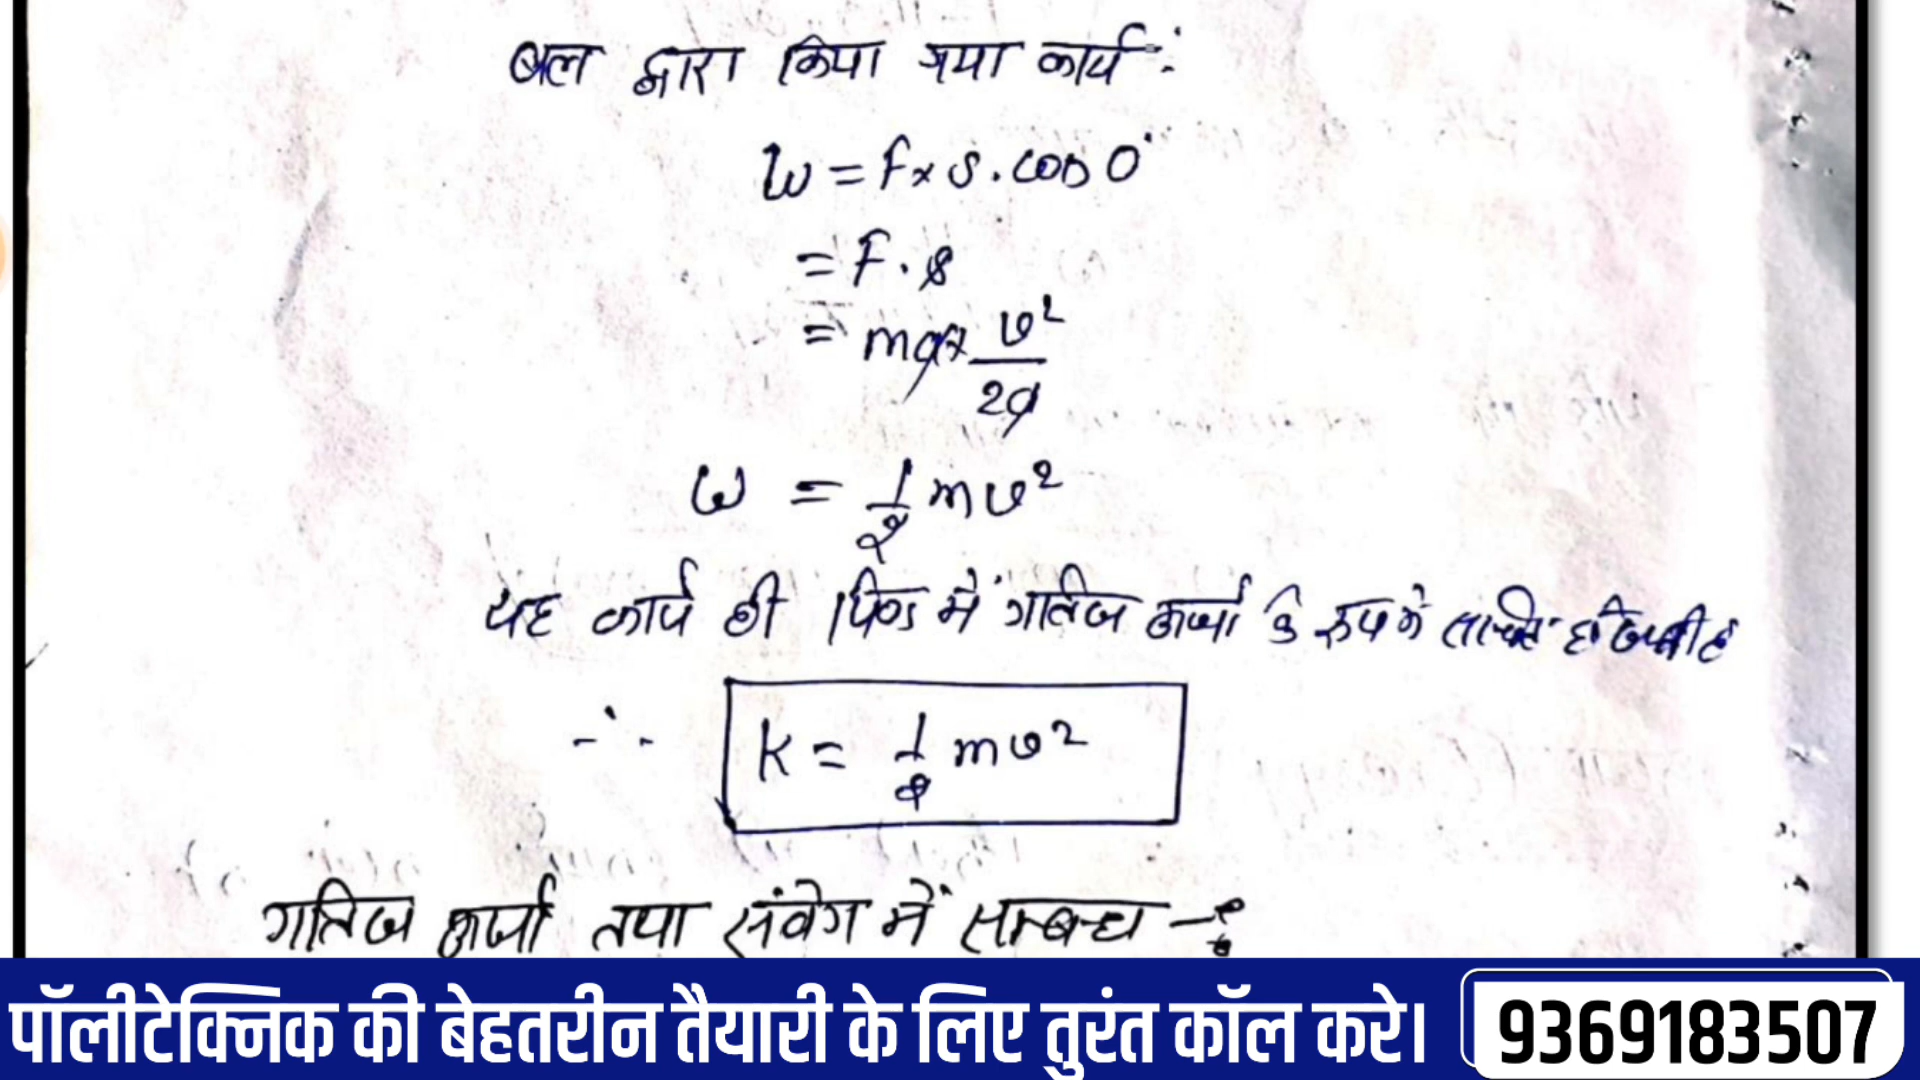 बल द्वारा किया गया कार्य :
W = F × s . cos 0°
= F . s
= mg × v² / 2g
W = 1/2 mv²
यह कार्य ही पिण्ड में गतिज ऊर्जा के रूप में संचित हो जाती है
∴ K = 1/2 mv²
गतिज ऊर्जा तथा संवेग में सम्बन्ध -:
पॉलीटेक्निक की बेहतरीन तैयारी के लिए तुरंत कॉल करे। 9369183507